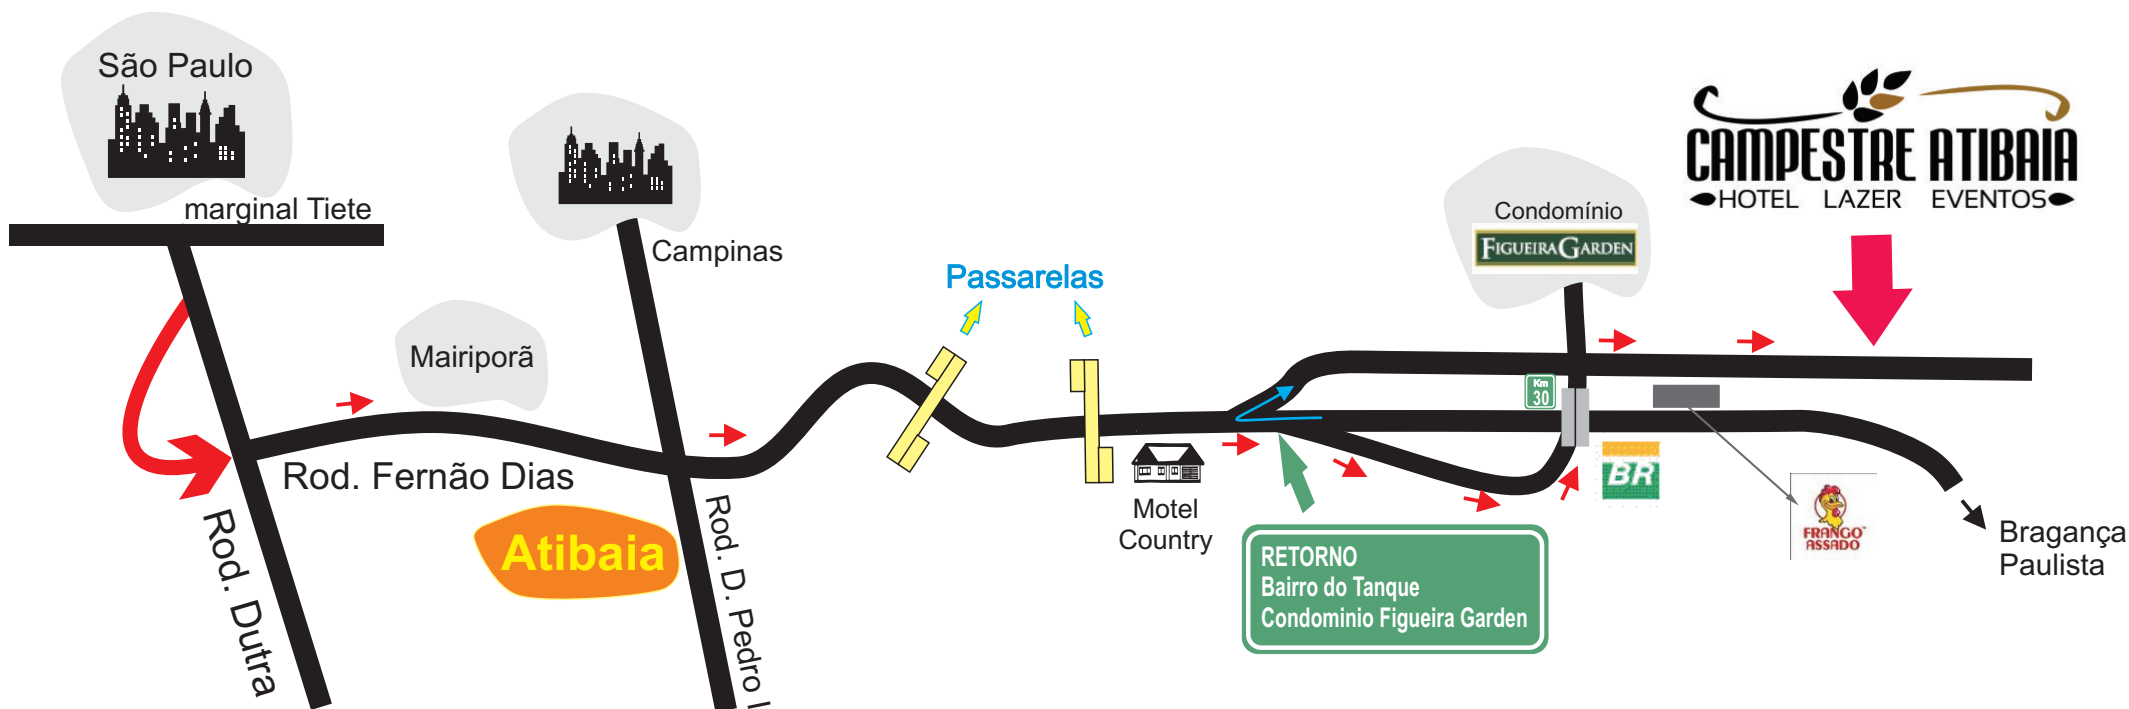 São Paulo
marginal Tiete
Campinas
Mairiporã
Rod. Fernão Dias
Rod. Dutra
Atibaia
Rod. D. Pedro I
Passarelas
Motel
Country
RETORNO
Bairro do Tanque
Condominio Figueira Garden
Condomínio
FIGUEIRA GARDEN
Km
30
BR
FRANGO
ASSADO
CAMPESTRE ATIBAIA
HOTEL LAZER EVENTOS
Bragança
Paulista